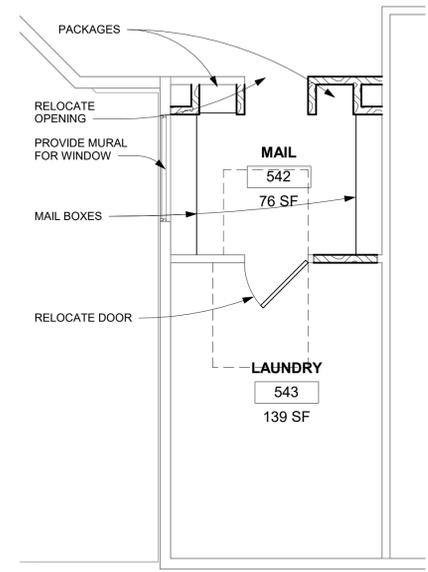 PACKAGES
RELOCATE
OPENING
PROVIDE MURAL
FOR WINDOW
MAIL
542
76 SF
MAIL BOXES
RELOCATE DOOR
LAUNDRY
543
139 SF